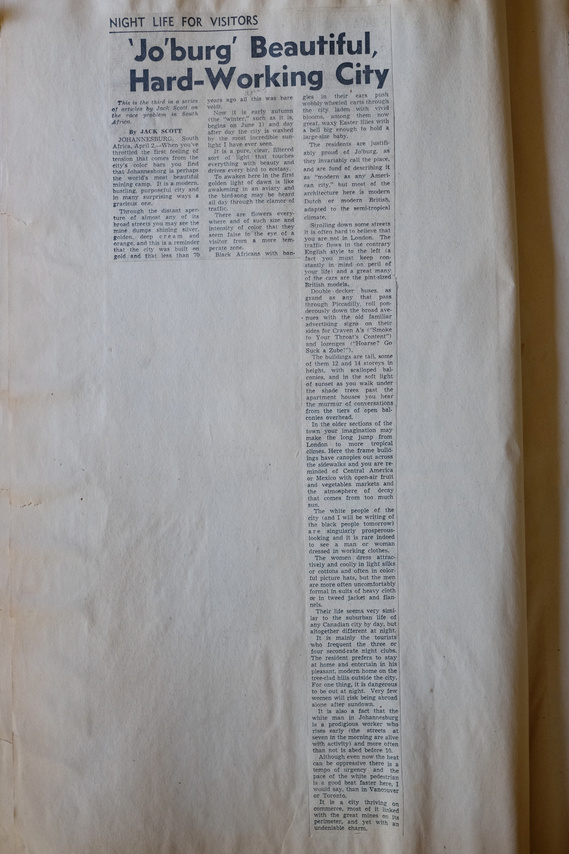 NIGHT LIFE FOR VISITORS
'Jo'burg' Beautiful,
Hard-Working City
This is the third in a series
of articles by Jack Scott on
the race problem in South
Africa.
By JACK SCOTT
JOHANNESBURG, South
Africa, April 2.—When you've
throttled the first feeling of
tension that comes from the
city's color bars you find
that Johannesburg is perhaps
the world's most beautiful
mining camp. It is a modern,
bustling, purposeful city and
in many surprising ways a
gracious one.
Through the distant aper-
ture of almost any of its
broad streets you may see the
mine dumps shining silver,
golden, deep cream and
orange, and this is a reminder
that the city was built on
gold and that less than 70
years ago all this was bare
veldt.
Now it is early autumn
(the "winter," such as it is,
begins on June 1) and day
after day the city is washed
by the most incredible sun-
light I have ever seen.
It is a pure, clear, filtered
sort of light that touches
everything with beauty and
drives every bird to ecstasy.
To awaken here in the first
golden light of dawn is like
awakening in an aviary and
the birdsong may be heard
all day through the clamor of
traffic.
There are flowers every-
where and of such size and
intensity of color that they
seem false to the eye of a
visitor from a more tem-
perate zone.
Black Africans with ban-
gles in their ears push
wobbly-wheeled carts through
the city laden with vivid
blooms, among them now
great, waxy Easter lilies with
a bell big enough to hold a
large-size baby.
The residents are justifi-
ably proud of Jo'burg, as
they invariably call the place,
and are fond of describing it
as "modern as any Ameri-
can city," but most of the
architecture here is modern
Dutch or modern British,
adapted to the semi-tropical
climate.
Strolling down some streets
it is often hard to believe that
you are not in London. The
traffic flows in the contrary
English style to the left (a
fact you must keep con-
stantly in mind on peril of
your life) and a great many
of the cars are the pint-sized
British models.
Double-decker buses, as
grand as any that pass
through Piccadilly, roll pon-
derously down the broad ave-
nues with the old familiar
advertising signs on their
sides for Craven A's ("Smoke
to Your Throat's Content")
and lozenges ("Hoarse? Go
Suck a Zube!").
The buildings are tall, some
of them 12 and 14 storeys in
height, with scalloped bal-
conies, and in the soft light
of sunset as you walk under
the shade trees past the
apartment houses you hear
the murmur of conversations
from the tiers of open bal-
conies overhead.
In the older sections of the
town your imagination may
make the long jump from
London to more tropical
climes. Here the frame build-
ings have canopies out across
the sidewalks and you are re-
minded of Central America
or Mexico with open-air fruit
and vegetables markets and
the atmosphere of decay
that comes from too much
sun.
The white people of the
city (and I will be writing of
the black people tomorrow)
are singularly prosperous-
looking and it is rare indeed
to see a man or woman
dressed in working clothes.
The women dress attrac-
tively and coolly in light silks
or cottons and often in color-
ful picture hats, but the men
are more often uncomfortably
formal in suits of heavy cloth
or in tweed jacket and flan-
nels.
Their life seems very simi-
lar to the suburban life of
any Canadian city by day, but
altogether different at night.
It is mainly the tourists
who frequent the three or
four second-rate night clubs.
The resident prefers to stay
at home and entertain in his
pleasant, modern home on the
tree-clad hills outside the city.
For one thing, it is dangerous
to be out at night. Very few
women will risk being abroad
alone after sundown.
It is also a fact that the
white man in Johannesburg
is a prodigious worker who
rises early (the streets at
seven in the morning are alive
with activity) and more often
than not is abed before 10.
Although even now the heat
can be oppressive there is a
tempo of urgency and the
pace of the white pedestrian
is a good beat faster here, I
would say, than in Vancouver
or Toronto.
It is a city thriving on
commerce, most of it linked
with the great mines on its
perimeter, and yet with an
undeniable charm.